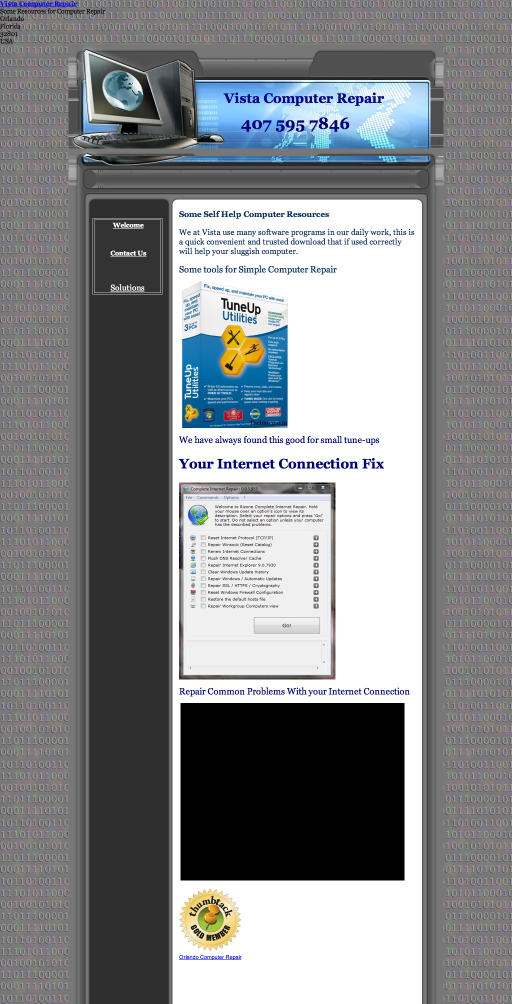 Vista Computer Repair
Some Resources for Computer Repair
Orlando
Florida
32801
USA
Vista Computer Repair
407 595 7846
Welcome
Contact Us
Solutions
Some Self Help Computer Resources
We at Vista use many software programs in our daily work, this is
a quick convenient and trusted download that if used correctly
will help your sluggish computer.
Some tools for Simple Computer Repair
Fix, speed up, and maintain your PC with ease!
TuneUp
Utilities
3 PCs
TuneUp
Utilities
We have always found this good for small tune-ups
Your Internet Connection Fix
Complete Internet Repair
File Commands Options ?
Welcome to Rizone Complete Internet Repair. Hold
your Mouse over an option's icon to view its
description. Select your repair options and press 'Go!'
to start. Do not select an option unless your computer
has the described problems.
Reset Internet Protocol (TCP/IP)
Repair Winsock (Reset Catalog)
Renew Internet Connections
Flush DNS Resolver Cache
Repair Internet Explorer 9.0.7930
Clear Windows Update History
Repair Windows / Automatic Updates
Repair SSL / HTTPS / Cryptography
Reset Windows Firewall Configuration
Restore the default hosts file
Repair Workgroup Computers view
Go!
Repair Common Problems With your Internet Connection
thumbtack
GOLD MEMBER
Orlando Computer Repair